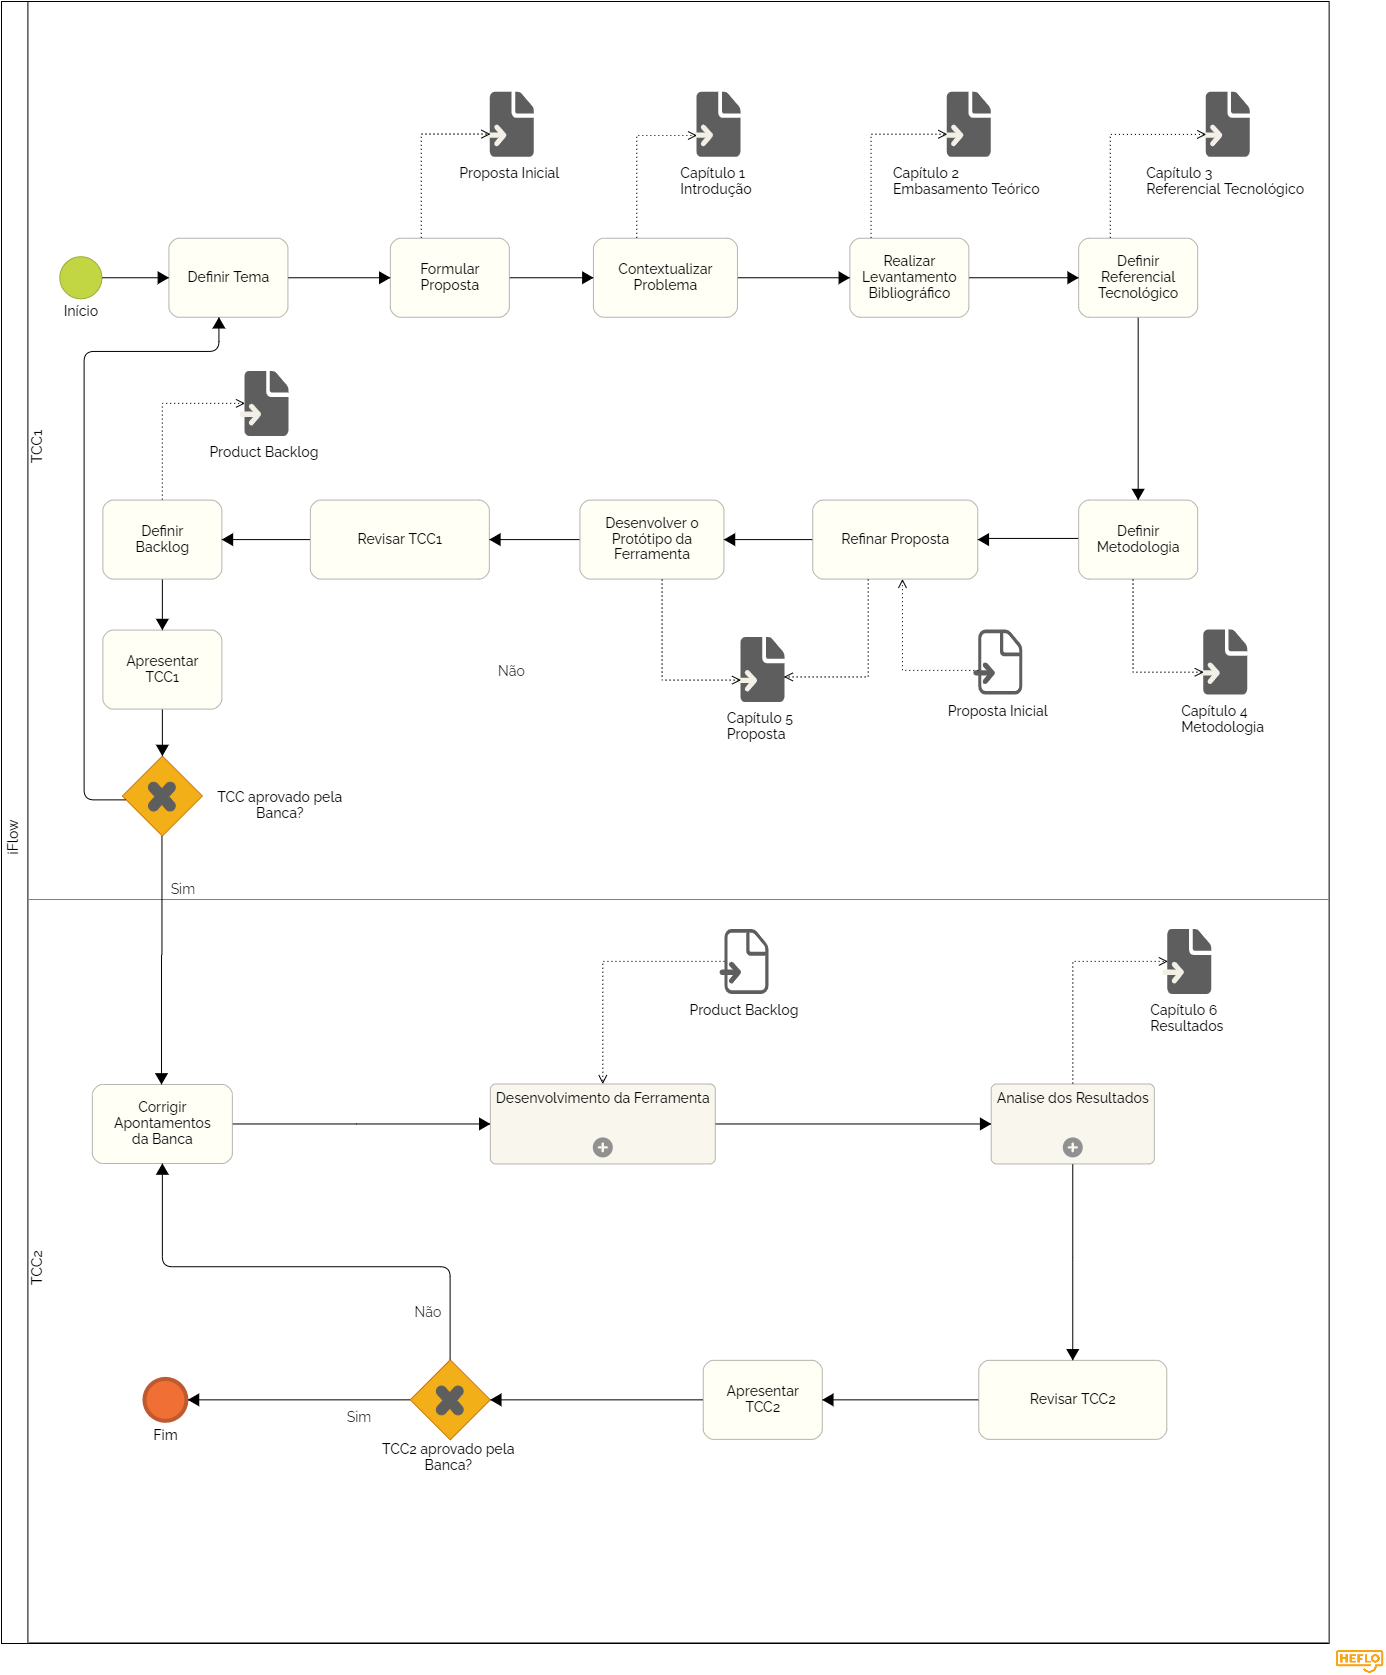 iFlow
TCC1
Proposta Inicial
Capítulo 1
Introdução
Capítulo 2
Embasamento Teórico
Capítulo 3
Referencial Tecnológico
Início
Definir Tema
Formular
Proposta
Contextualizar
Problema
Realizar
Levantamento
Bibliográfico
Definir
Referencial
Tecnológico
Product Backlog
Definir
Backlog
Revisar TCC1
Desenvolver o
Protótipo da
Ferramenta
Refinar Proposta
Definir
Metodologia
Apresentar
TCC1
Não
Capítulo 5
Proposta
Proposta Inicial
Capítulo 4
Metodologia
TCC aprovado pela
Banca?
Sim
TCC2
Product Backlog
Capítulo 6
Resultados
Corrigir
Apontamentos
da Banca
Desenvolvimento da Ferramenta
Analise dos Resultados
Não
Fim
Sim
TCC2 aprovado pela
Banca?
Apresentar
TCC2
Revisar TCC2
HEFLO